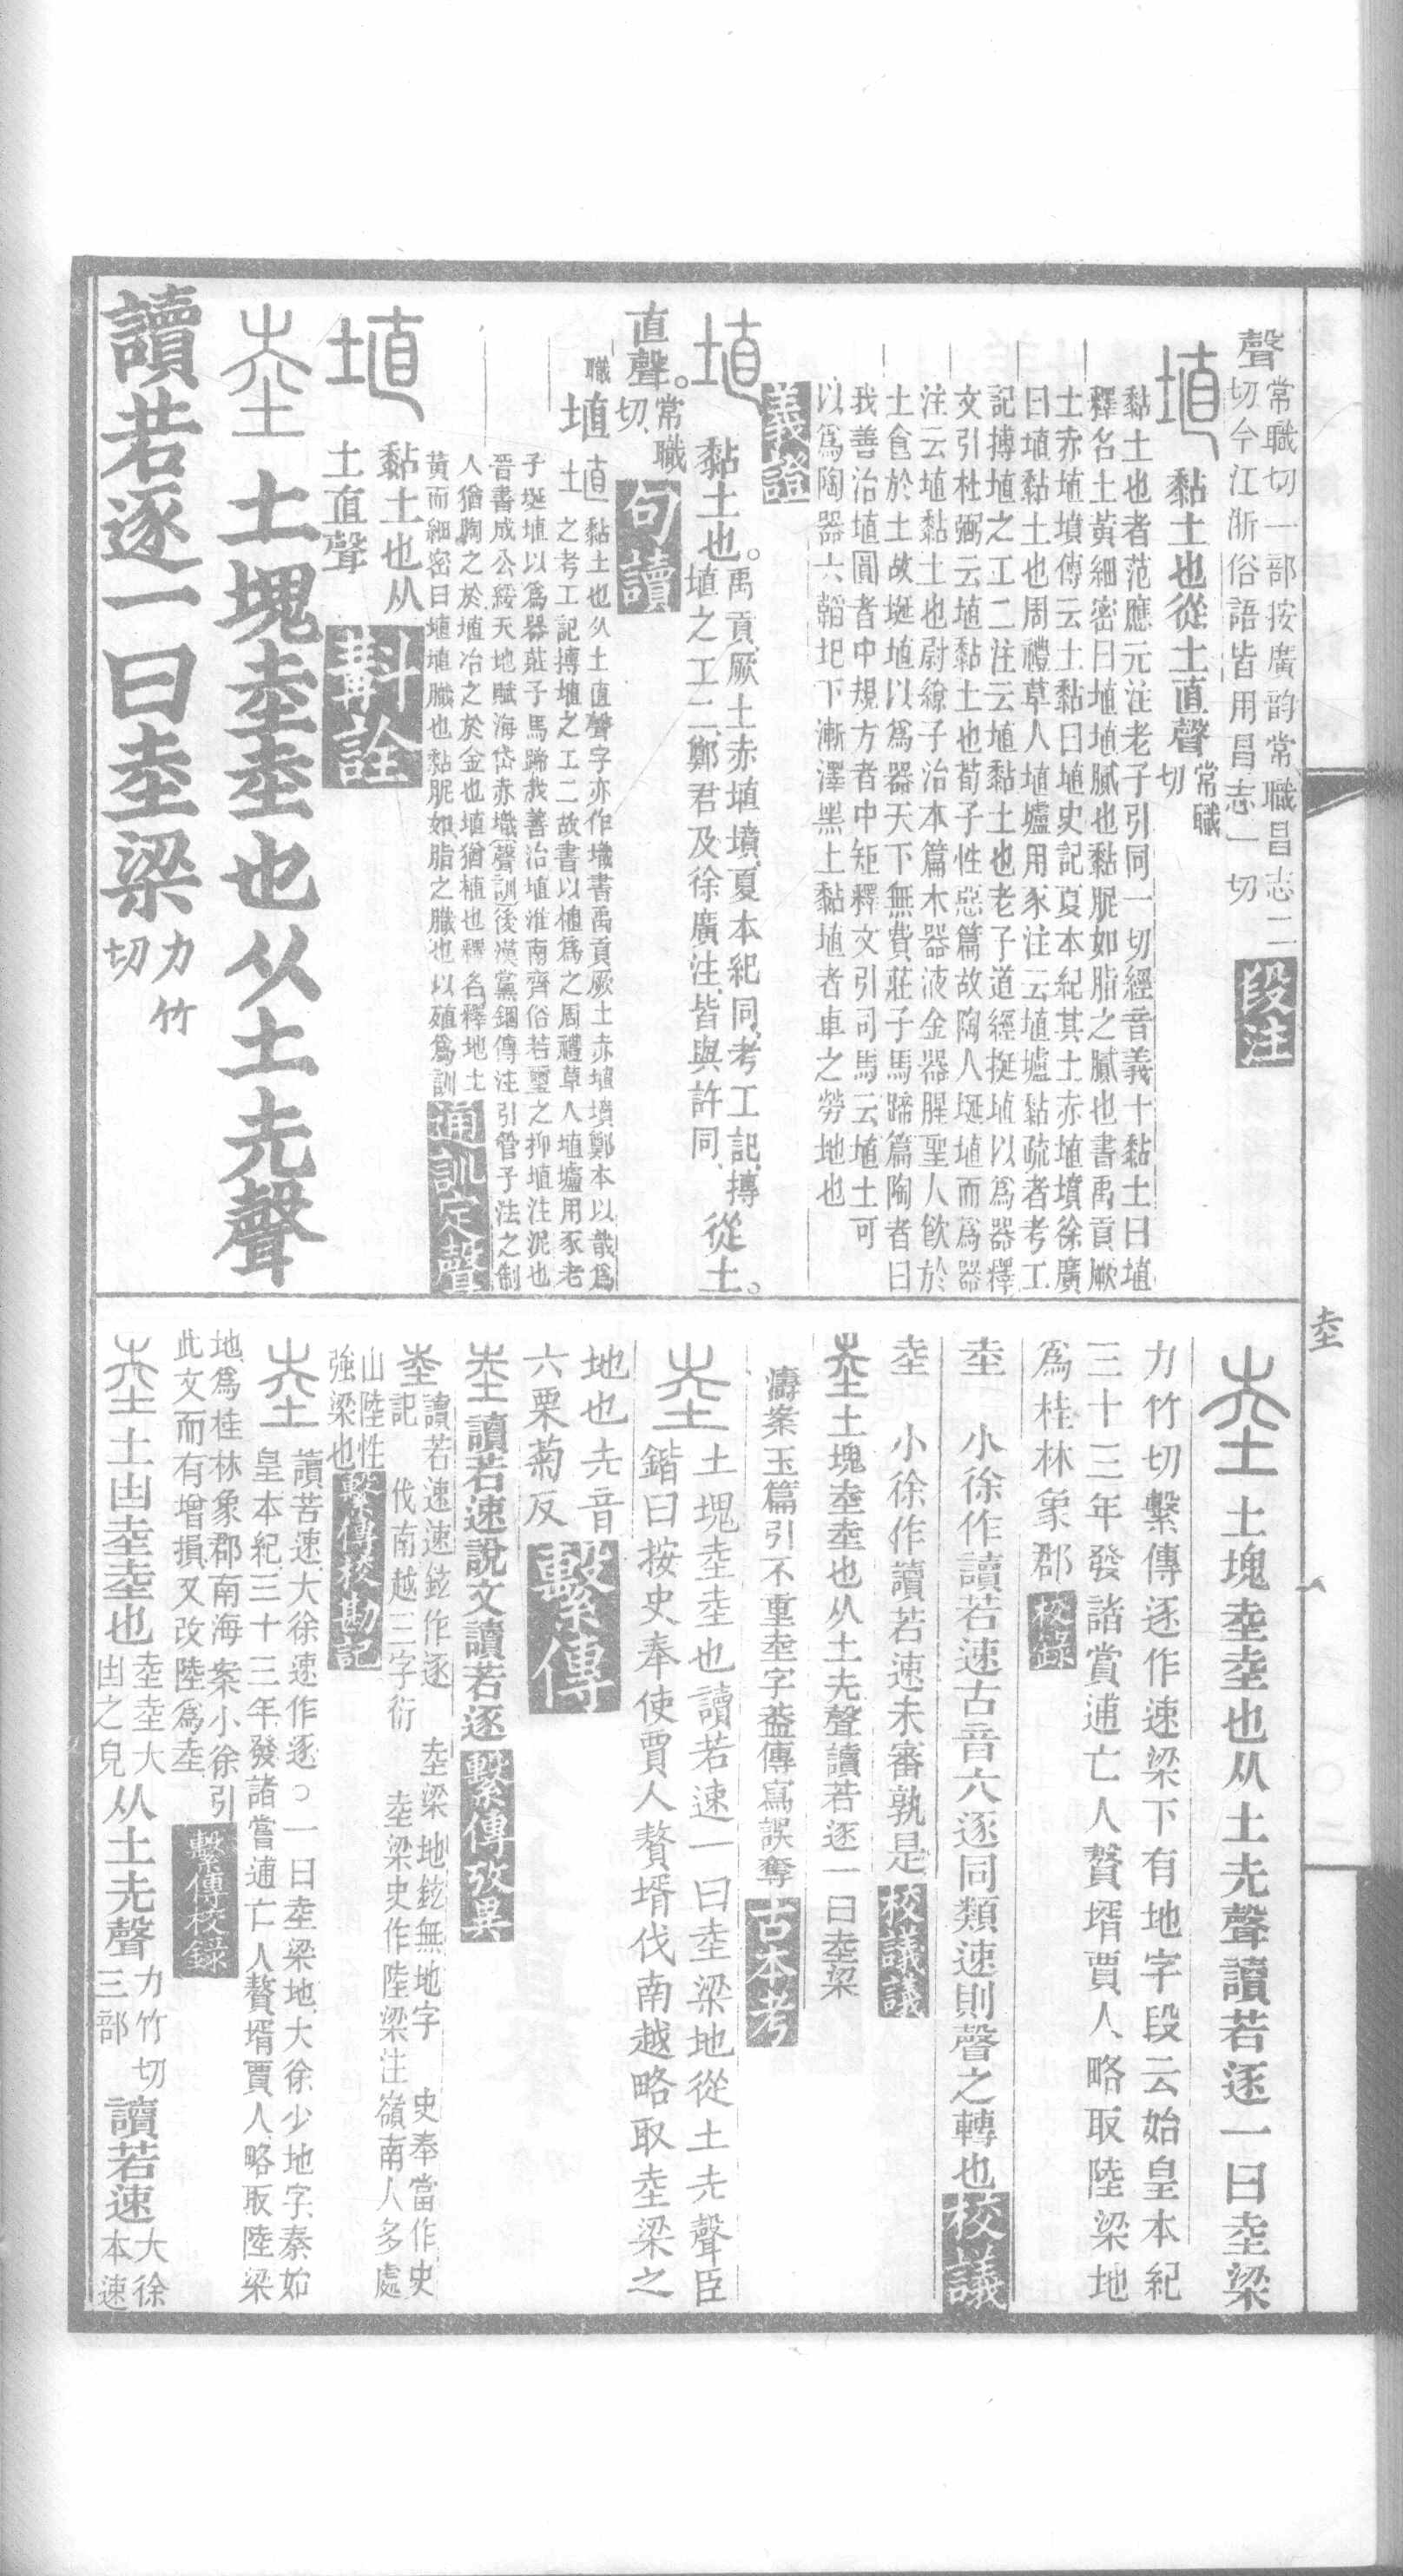 聲常職切一部按廣韵常職昌志二
切今江浙俗語皆用昌志一切 段注
埴 黏土也從土直聲常職切
黏土也者范應元注老子引同一切經音義十黏土曰埴
釋名土黃細密曰埴埴膩也黏胒如脂之膩也書禹貢厥
土赤埴墳傳云土黏曰埴史記夏本紀其土赤埴墳徐廣
曰埴黏土也周禮草人埴壚用豕注云埴壚黏疏者考工
記搏埴之工二注云埴黏土也老子道經挻埴以爲器釋
文引杜弼云埴黏土也荀子性惡篇故陶人埏埴而爲器
注云埴黏土也尉繚子治本篇木器液金器腥聖人飲於
土食於土故埏埴以爲器天下無費莊子馬蹄篇陶者曰
我善治埴圓者中規方者中矩釋文引司馬云埴土可
以爲陶器六韜圯下漸澤黑土黏埴者車之勞地也
義證
埴 黏土也。禹貢厥土赤埴墳夏本紀同考工記搏
埴之工二鄭君及徐廣注皆與許同 從土。
直聲。常職切 句讀
埴 黏土也从土直聲字亦作墕書禹貢厥土赤埴墳鄭本以戠爲
之考工記搏埴之工二故書以植爲之周禮草人埴壚用豕老
子埏埴以爲器莊子馬蹄我善治埴淮南齊俗若璽之抑埴注泥也
晉書成公綏天地賦海岱赤墕聲訓後漢黨錮傳注引管子法之制
人猶陶之於埴冶之於金也埴猶植也釋名釋地土
黃而細密曰埴埴膱也黏胒如脂之膱也以殖爲訓 通訓定聲
埴 黏土也从
土直聲 斠詮
坴 土塊坴坴也从土圥聲
讀若逐一曰坴梁力竹切
坴
坴 土塊坴坴也从土圥聲讀若逐一曰坴梁
力竹切繫傳逐作速梁下有地字段云始皇本紀
三十三年發諸嘗逋亡人贅壻賈人略取陸梁地
爲桂林象郡 校錄
坴 小徐作讀若速古音六逐同類速則聲之轉也 校議
坴 小徐作讀若速未審孰是 校議議
坴 土塊坴坴也从土圥聲讀若逐一曰坴梁
濤案玉篇引不重坴字葢傳寫誤奪 古本考
坴 土塊坴坴也讀若速一曰坴梁地從土圥聲臣
鍇曰按史奉使賈人贅壻伐南越略取坴梁之
地也圥音
六栗菊反 繫傳
坴 讀若速說文讀若逐 繫傳攷異
坴 讀若速速鉉作逐 坴梁地鉉無地字 史奉當作史
記 伐南越三字衍 坴梁史作陸梁注嶺南人多處
山陸性
強梁也 繫傳校勘記
坴 讀若速大徐速作逐○一曰坴梁地大徐少地字秦始
皇本紀三十三年發諸嘗逋亡人贅壻賈人略取陸梁
地爲桂林象郡南海案小徐引
此文而有增損又改陸爲坴 繫傳校錄
坴 土凷坴坴也坴坴大凷之皃从土圥聲力竹切三部讀若速大徐本速